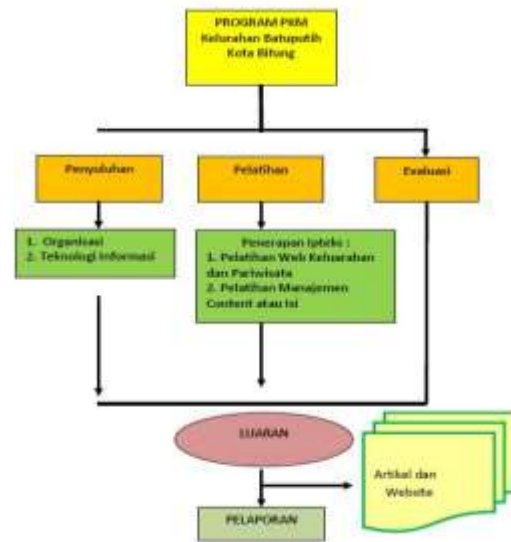 PROGRAM PKM
Kelurahan Batuputih
Kota Bitung
Penyuluhan
Pelatihan
Evaluasi
1. Organisasi
2. Teknologi Informasi
Penerapan Ipteks :
1. Pelatihan Web Keluarahan
dan Pariwisata
2. Pelatihan Manajemen
Content atau Isi
LUARAN
Artikel dan
Website
PELAPORAN